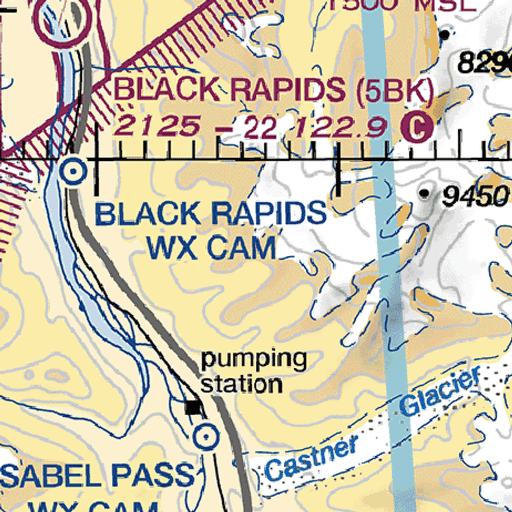 1500 MSL
8290
BLACK RAPIDS (5BK)
2125 – 22 122.9 C
9450
BLACK RAPIDS
WX CAM
pumping
station
Castner Glacier
SABEL PASS
WX CAM